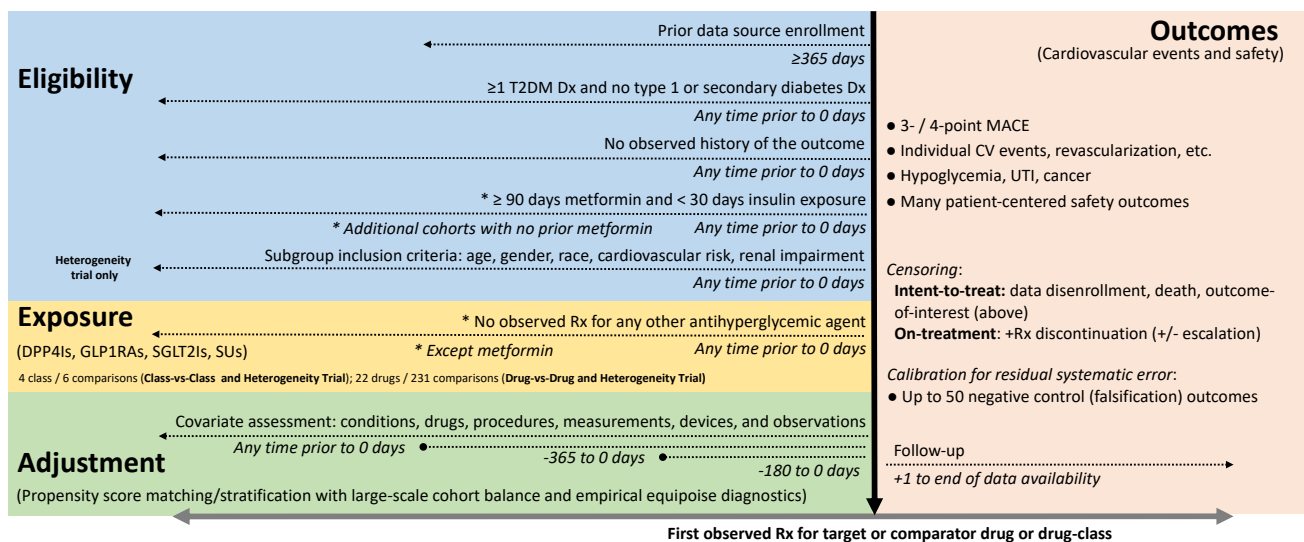 Eligibility
Prior data source enrollment
≥365 days
≥1 T2DM Dx and no type 1 or secondary diabetes Dx
Any time prior to 0 days
No observed history of the outcome
Any time prior to 0 days
* ≥ 90 days metformin and < 30 days insulin exposure
* Additional cohorts with no prior metformin Any time prior to 0 days
Heterogeneity
trial only
Subgroup inclusion criteria: age, gender, race, cardiovascular risk, renal impairment
Any time prior to 0 days
Exposure
(DPP4Is, GLP1RAs, SGLT2Is, SUs)
* No observed Rx for any other antihyperglycemic agent
* Except metformin Any time prior to 0 days
4 class / 6 comparisons (Class-vs-Class and Heterogeneity Trial); 22 drugs / 231 comparisons (Drug-vs-Drug and Heterogeneity Trial)
Covariate assessment: conditions, drugs, procedures, measurements, devices, and observations
Any time prior to 0 days
-365 to 0 days
-180 to 0 days
Adjustment
(Propensity score matching/stratification with large-scale cohort balance and empirical equipoise diagnostics)
Outcomes
(Cardiovascular events and safety)
● 3- / 4-point MACE
● Individual CV events, revascularization, etc.
● Hypoglycemia, UTI, cancer
● Many patient-centered safety outcomes
Censoring:
Intent-to-treat: data disenrollment, death, outcome-
of-interest (above)
On-treatment: +Rx discontinuation (+/- escalation)
Calibration for residual systematic error:
● Up to 50 negative control (falsification) outcomes
Follow-up
+1 to end of data availability
First observed Rx for target or comparator drug or drug-class